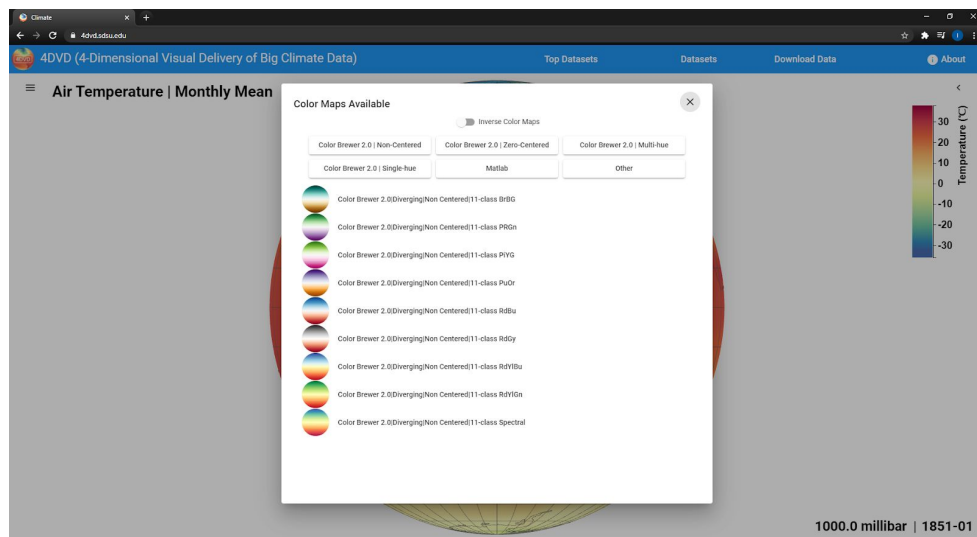 Climate
4dvd.sdsu.edu
4DVD (4-Dimensional Visual Delivery of Big Climate Data)
Top Datasets
Datasets
Download Data
About
Air Temperature | Monthly Mean
Color Maps Available
Inverse Color Maps
Color Brewer 2.0 | Non-Centered
Color Brewer 2.0 | Zero-Centered
Color Brewer 2.0 | Multi-hue
Color Brewer 2.0 | Single-hue
Matlab
Other
Color Brewer 2.0|Diverging|Non Centered|11-class BrBG
Color Brewer 2.0|Diverging|Non Centered|11-class PRGn
Color Brewer 2.0|Diverging|Non Centered|11-class PiYG
Color Brewer 2.0|Diverging|Non Centered|11-class PuOr
Color Brewer 2.0|Diverging|Non Centered|11-class RdBu
Color Brewer 2.0|Diverging|Non Centered|11-class RdGy
Color Brewer 2.0|Diverging|Non Centered|11-class RdYlBu
Color Brewer 2.0|Diverging|Non Centered|11-class RdYlGn
Color Brewer 2.0|Diverging|Non Centered|11-class Spectral
30
20
10
0
-10
-20
-30
Temperature (℃)
1000.0 millibar | 1851-01